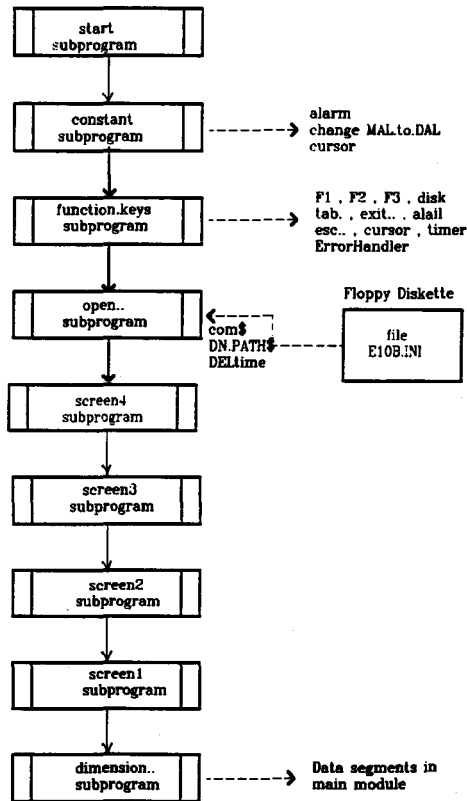 start
subprogram
constant
subprogram
alarm
change MAL.to.DAL
cursor
function.keys
subprogram
F1 , F2 , F3 , disk
tab. , exit.. , alail
esc.. , cursor , timer
ErrorHandler
open..
subprogram
com$
DN.PATH$
DELtime
Floppy Diskette
file
E10B.INI
screen4
subprogram
screen3
subprogram
screen2
subprogram
screen1
subprogram
dimension..
subprogram
Data segments in
main module